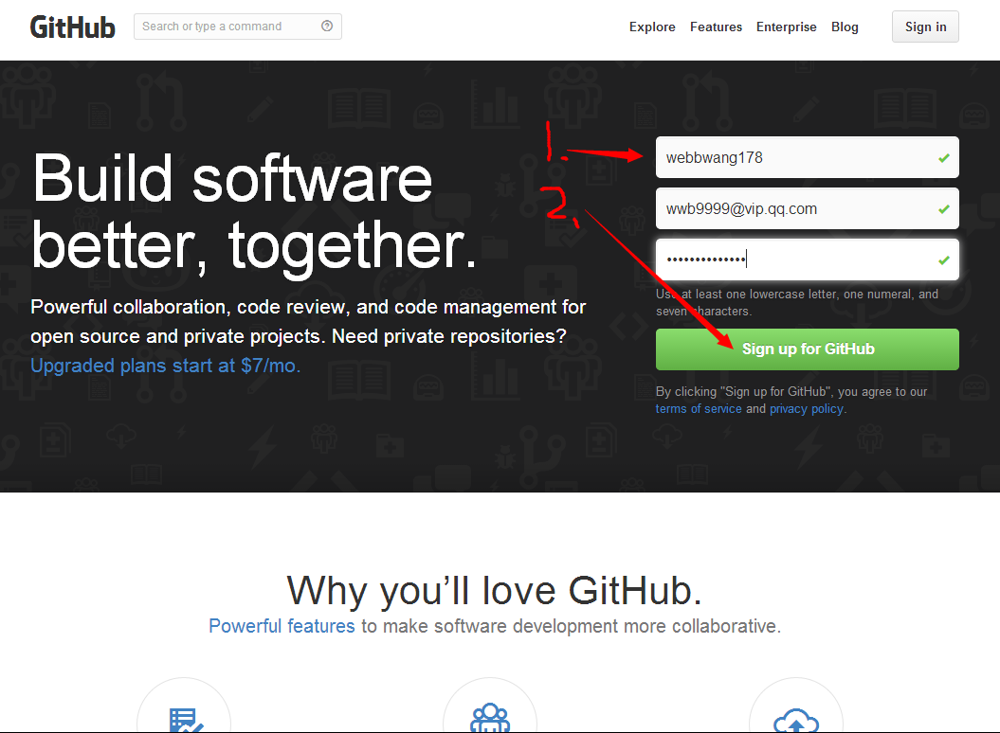 GitHub
Search or type a command
Explore Features Enterprise Blog Sign in
1.
webbwang178
Build software
better, together.
2.
wwb9999@vip.qq.com
••••••••••••••
Powerful collaboration, code review, and code management for
open source and private projects. Need private repositories?
Upgraded plans start at $7/mo.
Use at least one lowercase letter, one numeral, and
seven characters.
Sign up for GitHub
By clicking "Sign up for GitHub", you agree to our
terms of service and privacy policy.
Why you’ll love GitHub.
Powerful features to make software development more collaborative.